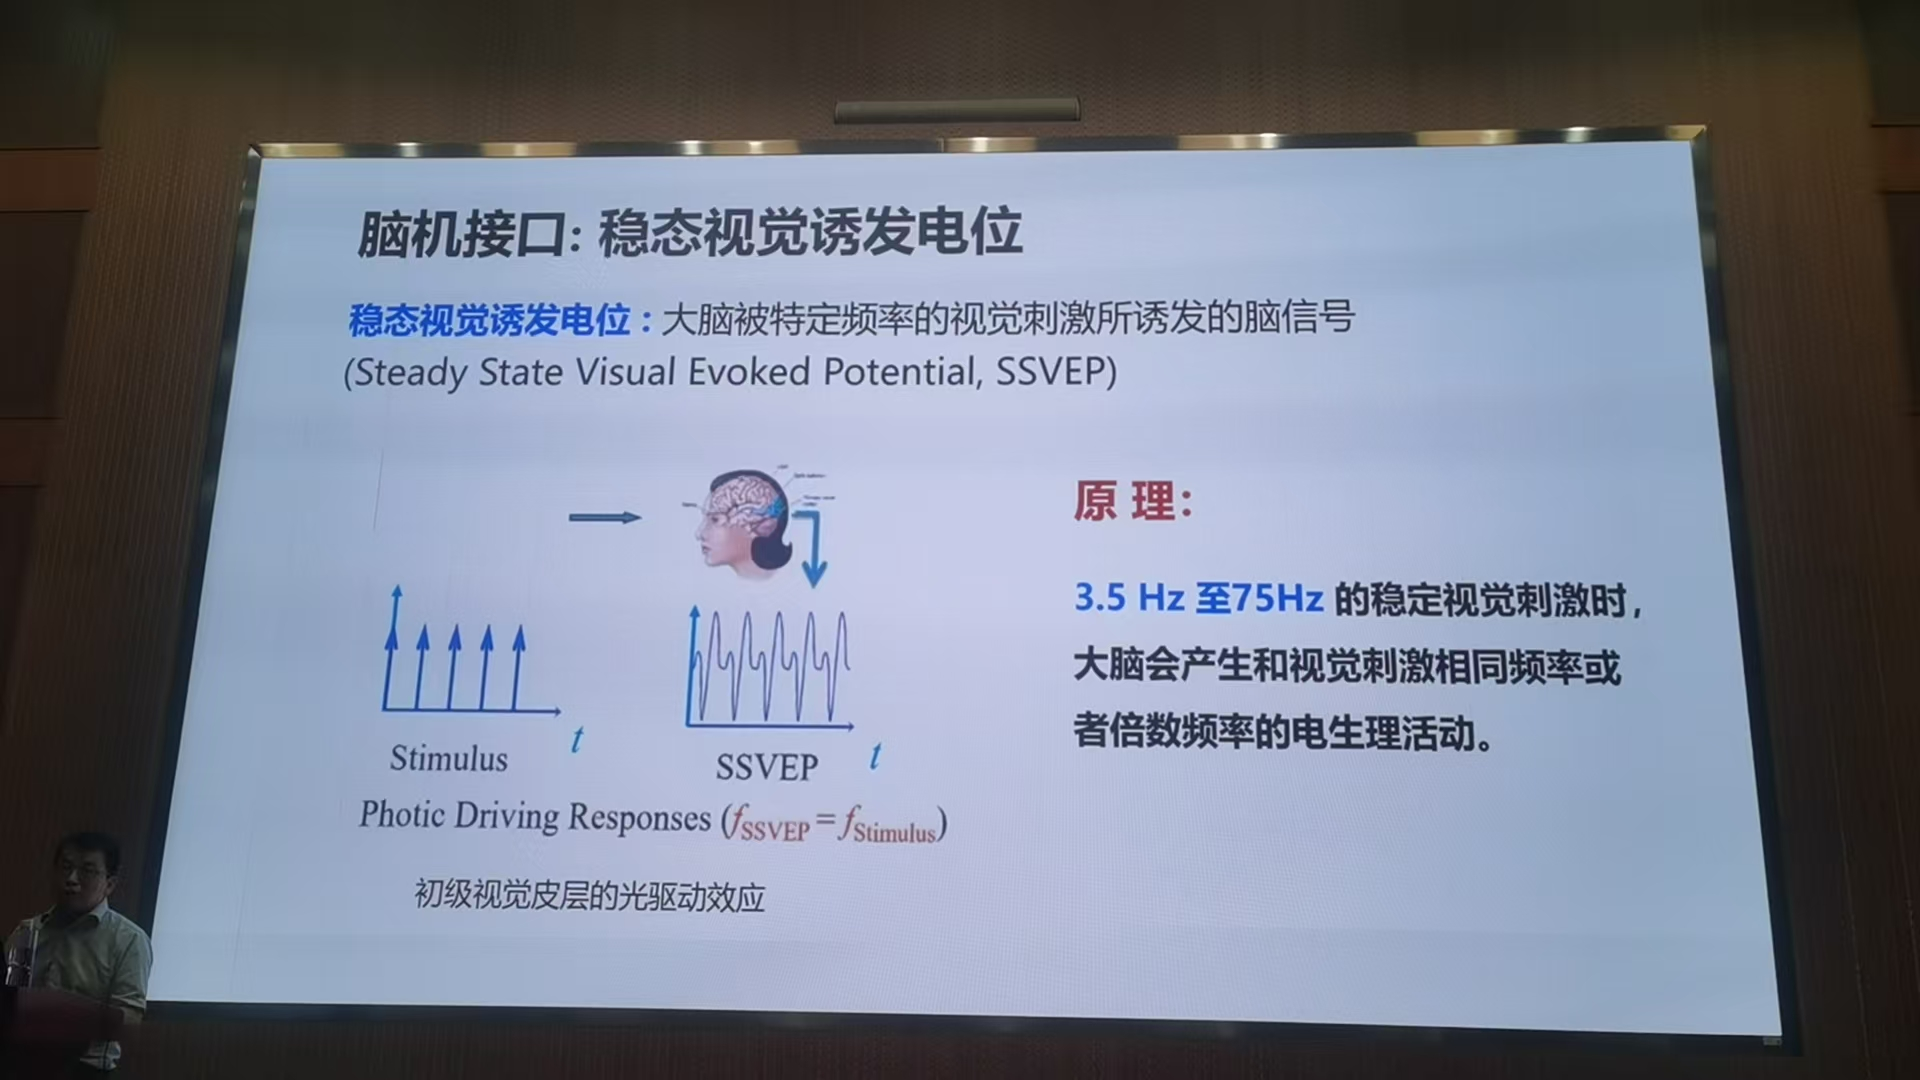 脑机接口: 稳态视觉诱发电位
稳态视觉诱发电位：大脑被特定频率的视觉刺激所诱发的脑信号
(Steady State Visual Evoked Potential, SSVEP)
原 理：
3.5 Hz 至75Hz 的稳定视觉刺激时，
大脑会产生和视觉刺激相同频率或
者倍数频率的电生理活动。
t
Stimulus
t
SSVEP
Photic Driving Responses (fSSVEP = fStimulus)
初级视觉皮层的光驱动效应